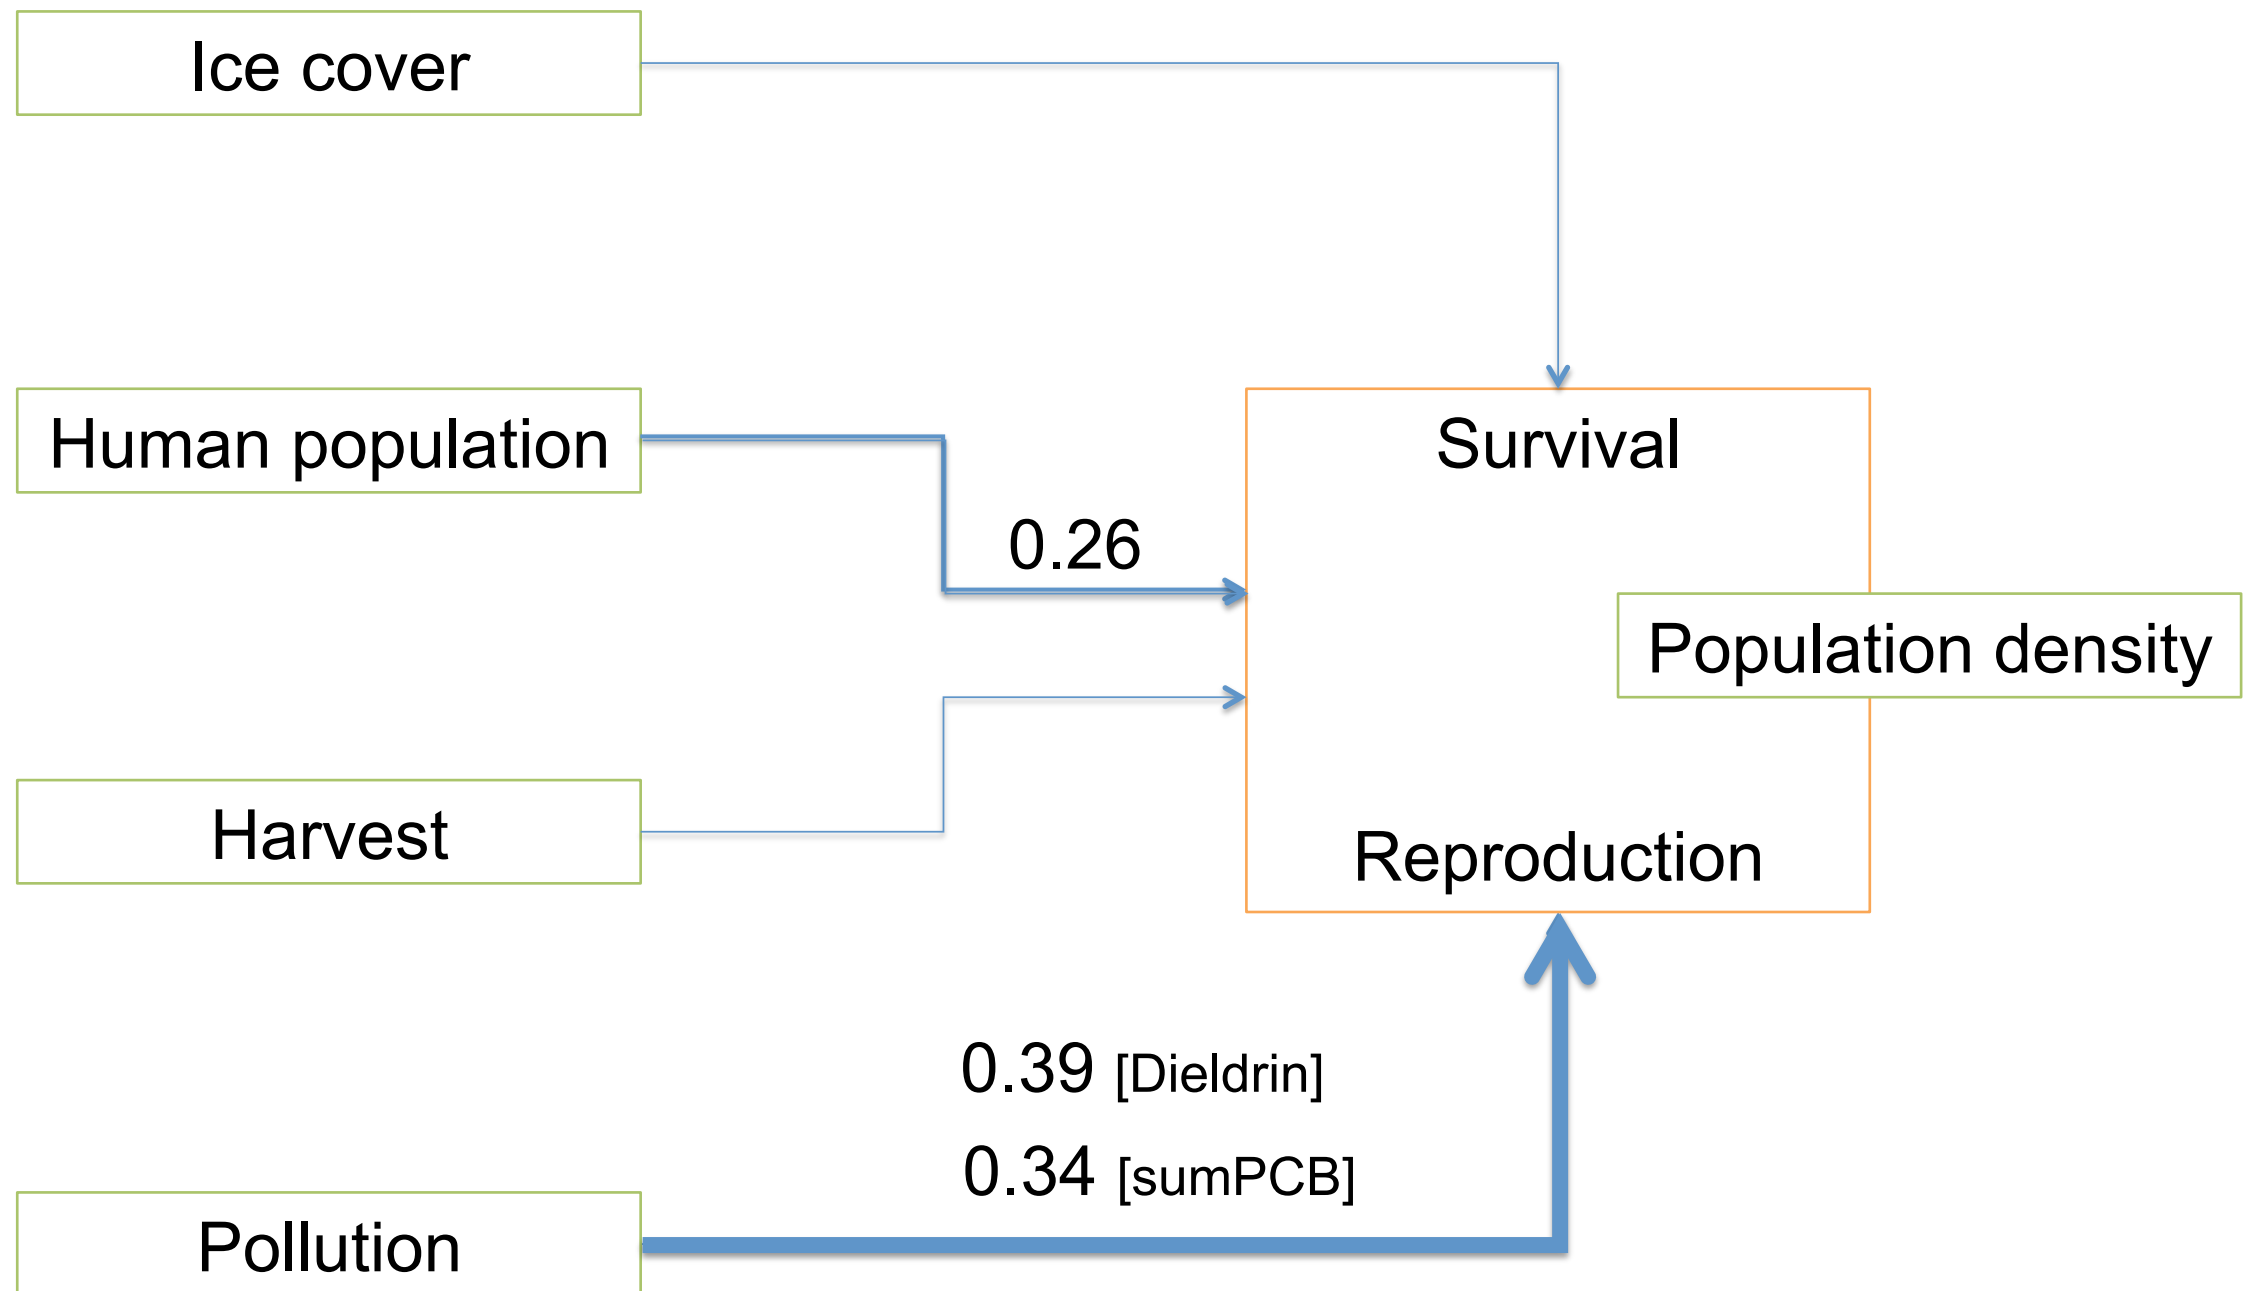 Ice cover
Human population
Survival
0.26
Population density
Harvest
Reproduction
0.39 [Dieldrin]
0.34 [sumPCB]
Pollution